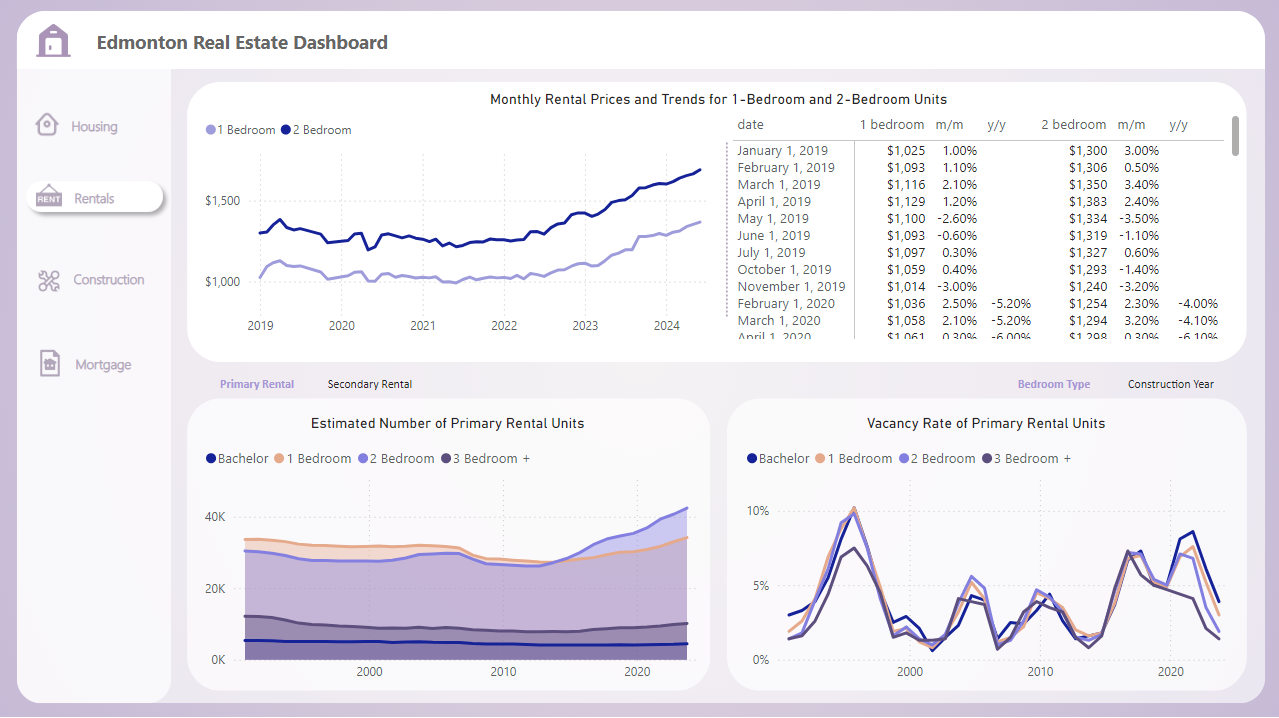 Edmonton Real Estate Dashboard
Housing
RENT
Rentals
Construction
Mortgage
Monthly Rental Prices and Trends for 1-Bedroom and 2-Bedroom Units
1 Bedroom 2 Bedroom
$1,500
$1,000
2019 2020 2021 2022 2023 2024
date 1 bedroom m/m y/y 2 bedroom m/m y/y
January 1, 2019 $1,025 1.00% $1,300 3.00%
February 1, 2019 $1,093 1.10% $1,306 0.50%
March 1, 2019 $1,116 2.10% $1,350 3.40%
April 1, 2019 $1,129 1.20% $1,383 2.40%
May 1, 2019 $1,100 -2.60% $1,334 -3.50%
June 1, 2019 $1,093 -0.60% $1,319 -1.10%
July 1, 2019 $1,097 0.30% $1,327 0.60%
October 1, 2019 $1,059 0.40% $1,293 -1.40%
November 1, 2019 $1,014 -3.00% $1,240 -3.20%
February 1, 2020 $1,036 2.50% -5.20% $1,254 2.30% -4.00%
March 1, 2020 $1,058 2.10% -5.20% $1,294 3.20% -4.10%
April 1, 2020 $1,061 0.30% -6.00% $1,298 0.30% -6.10%
Primary Rental Secondary Rental
Bedroom Type Construction Year
Estimated Number of Primary Rental Units
Bachelor 1 Bedroom 2 Bedroom 3 Bedroom +
40K
20K
0K
2000 2010 2020
Vacancy Rate of Primary Rental Units
Bachelor 1 Bedroom 2 Bedroom 3 Bedroom +
10%
5%
0%
2000 2010 2020